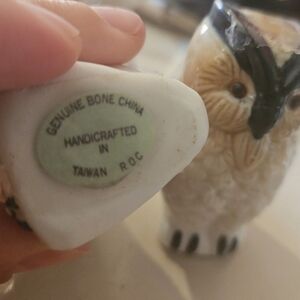 GENUINE BONE CHINA
HANDICRAFTED
IN
TAIWAN R O C